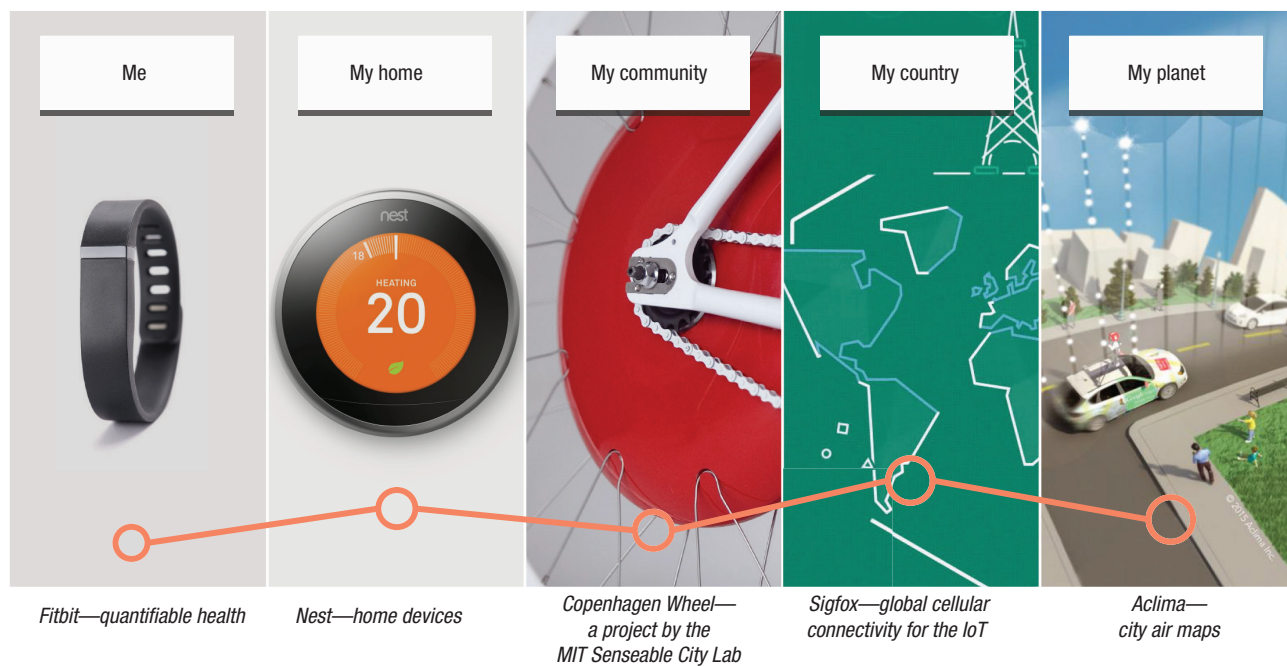 Me
My home
My community
My country
My planet
nest
18
HEATING
20
© 2015 Aclima Inc.
Fitbit—quantifiable health
Nest—home devices
Copenhagen Wheel—
a project by the
MIT Senseable City Lab
Sigfox—global cellular
connectivity for the IoT
Aclima—
city air maps